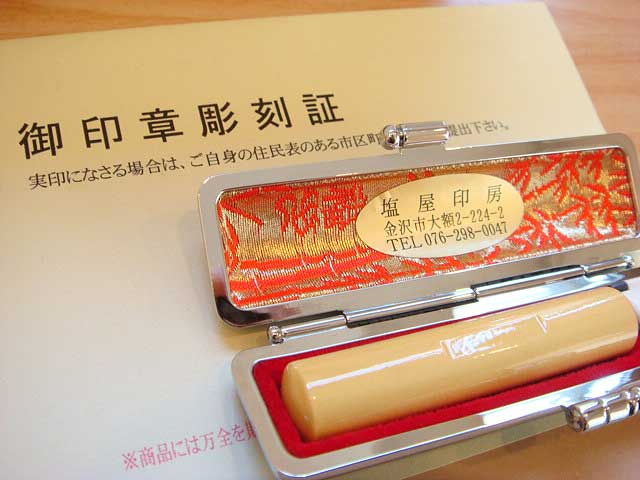 御印章彫刻証
実印になさる場合は、ご自身の住民表のある市区町
提出下さい。
塩屋印房
金沢市大額2-224-2
TEL 076-298-0047
※商品には万全を期